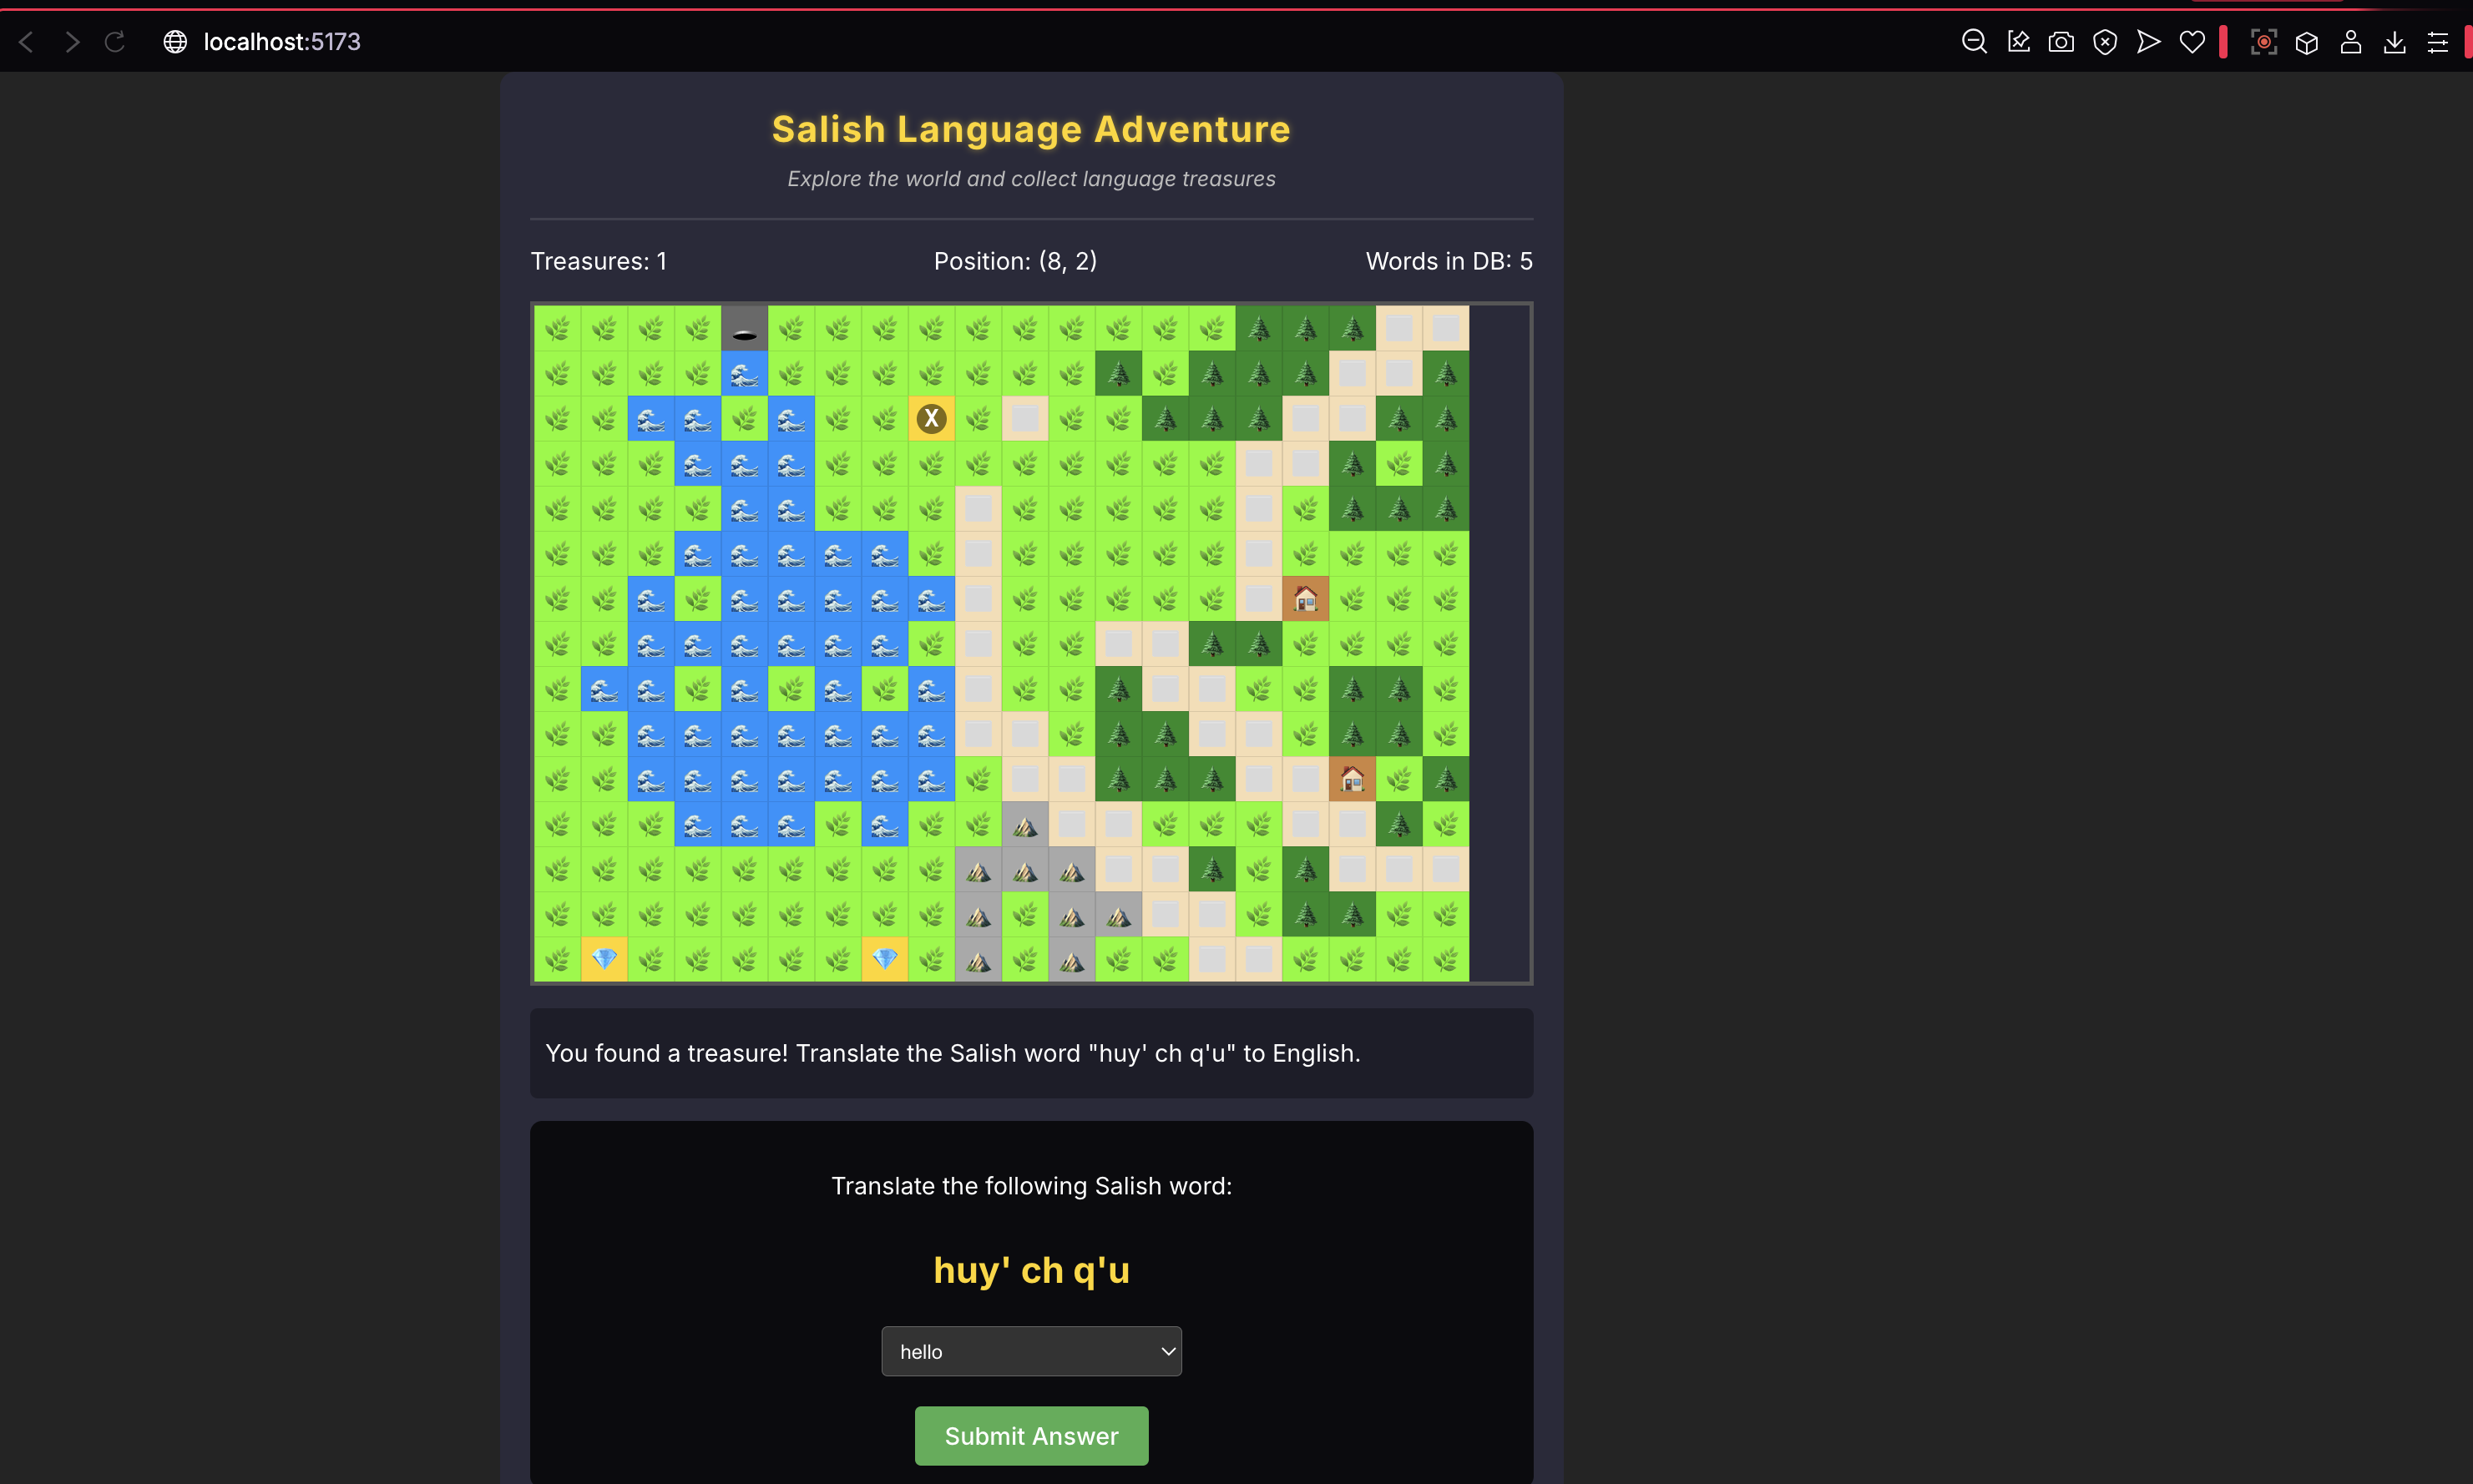 localhost:5173
Salish Language Adventure
Explore the world and collect language treasures
Treasures: 1
Position: (8, 2)
Words in DB: 5
X
You found a treasure! Translate the Salish word "huy' ch q'u" to English.
Translate the following Salish word:
huy' ch q'u
hello
Submit Answer